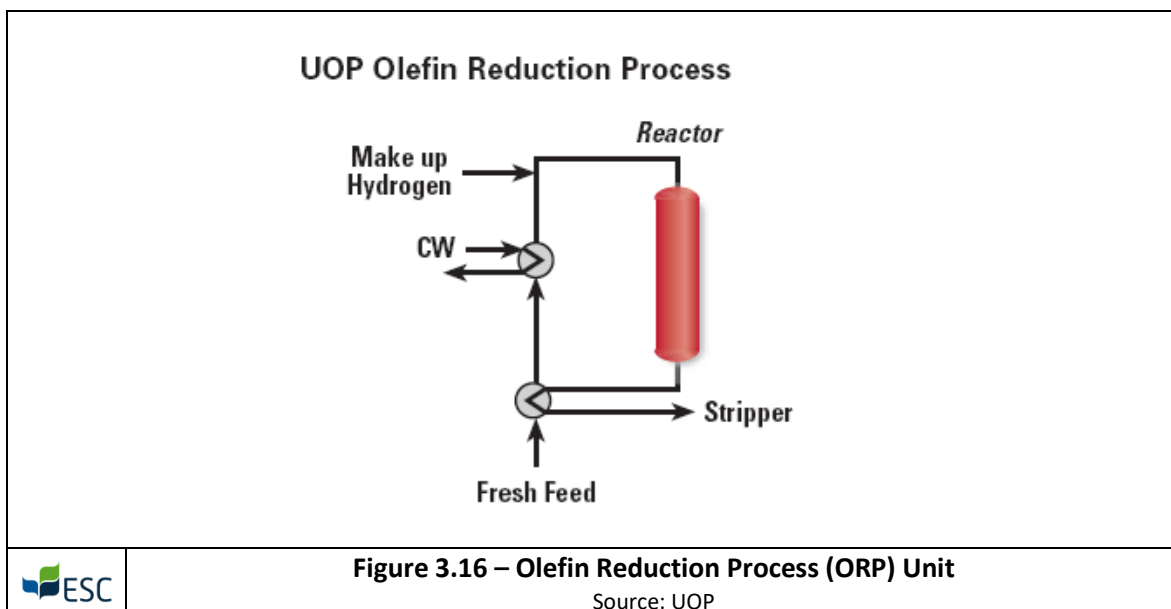 UOP Olefin Reduction Process
Reactor
Make up
Hydrogen
CW
Stripper
Fresh Feed
ESC
Figure 3.16 – Olefin Reduction Process (ORP) Unit
Source: UOP